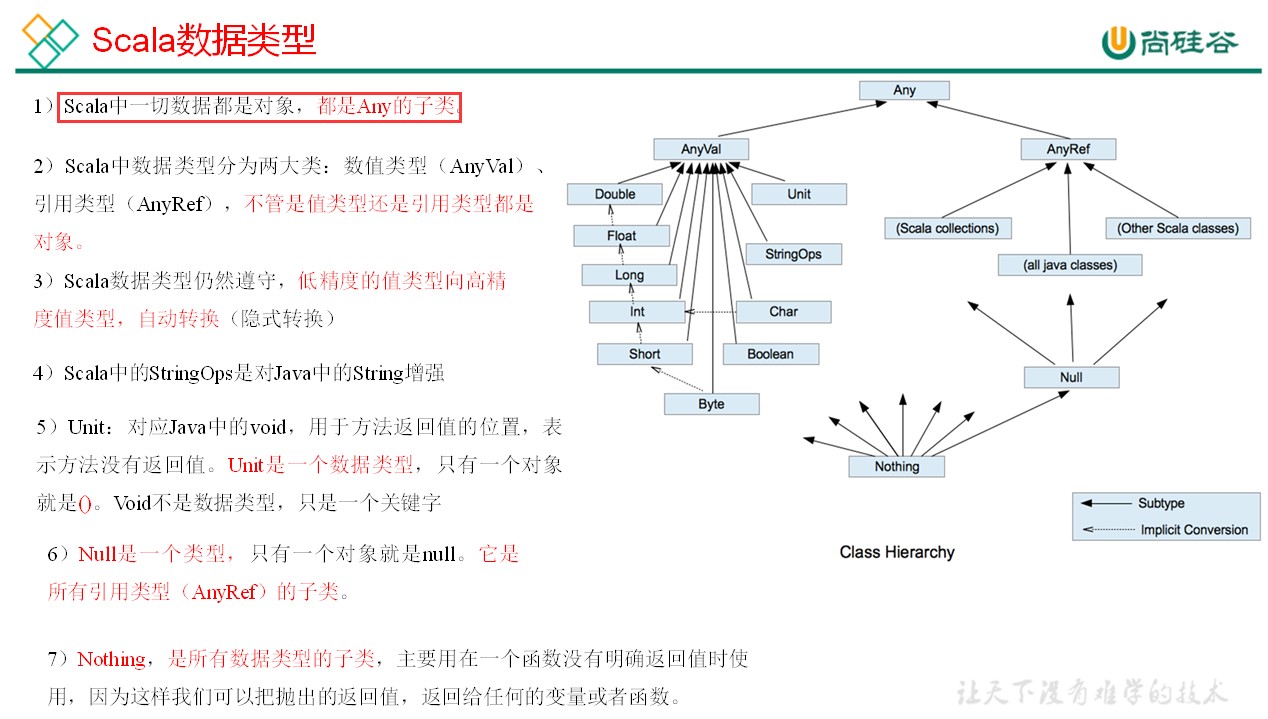 Scala数据类型
尚硅谷
1）Scala中一切数据都是对象，都是Any的子类。
2）Scala中数据类型分为两大类：数值类型（AnyVal）、
引用类型（AnyRef），不管是值类型还是引用类型都是
对象。
3）Scala数据类型仍然遵守，低精度的值类型向高精
度值类型，自动转换（隐式转换）
4）Scala中的StringOps是对Java中的String增强
5）Unit：对应Java中的void，用于方法返回值的位置，表
示方法没有返回值。Unit是一个数据类型，只有一个对象
就是()。Void不是数据类型，只是一个关键字
6）Null是一个类型，只有一个对象就是null。它是
所有引用类型（AnyRef）的子类。
7）Nothing，是所有数据类型的子类，主要用在一个函数没有明确返回值时使
用，因为这样我们可以把抛出的返回值，返回给任何的变量或者函数。
Any
AnyVal
AnyRef
Double
Unit
Float
(Scala collections)
(Other Scala classes)
StringOps
Long
(all java classes)
Int
Char
Short
Boolean
Null
Byte
Nothing
Subtype
Implicit Conversion
Class Hierarchy
让天下没有难学的技术